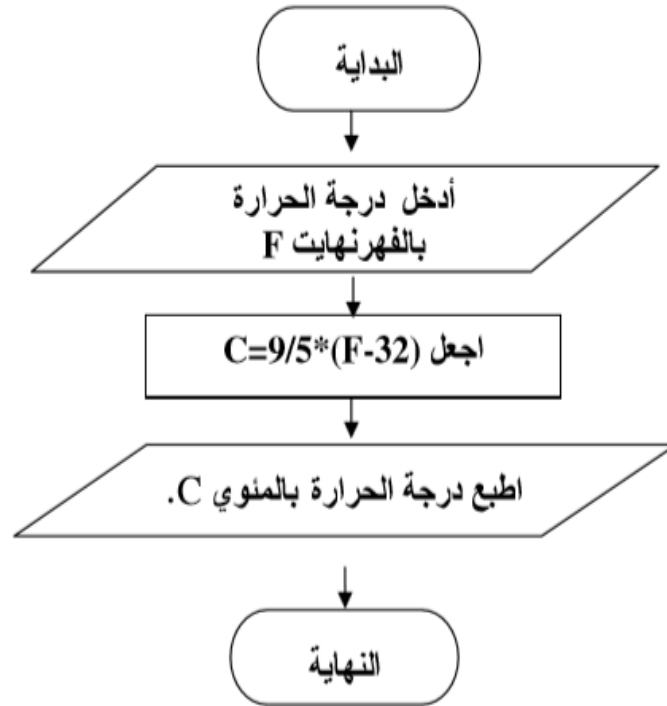 البداية
أدخل درجة الحرارة
بالفهرنهايت F
اجعل C=9/5*(F-32)
اطبع درجة الحرارة بالمئوي C.
النهاية